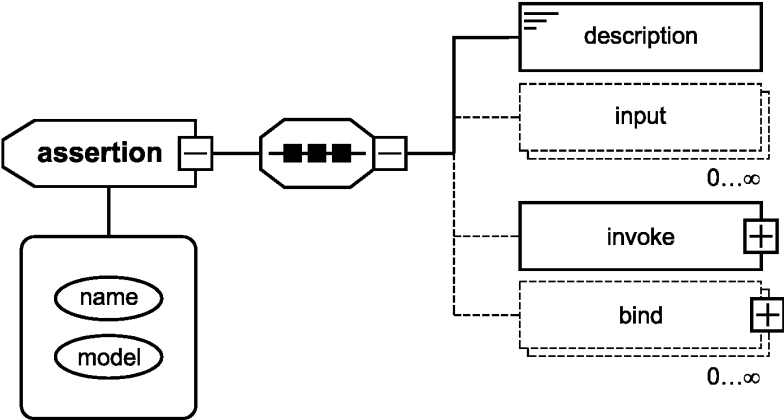 description
input
0...∞
assertion
invoke
name
bind
model
0...∞